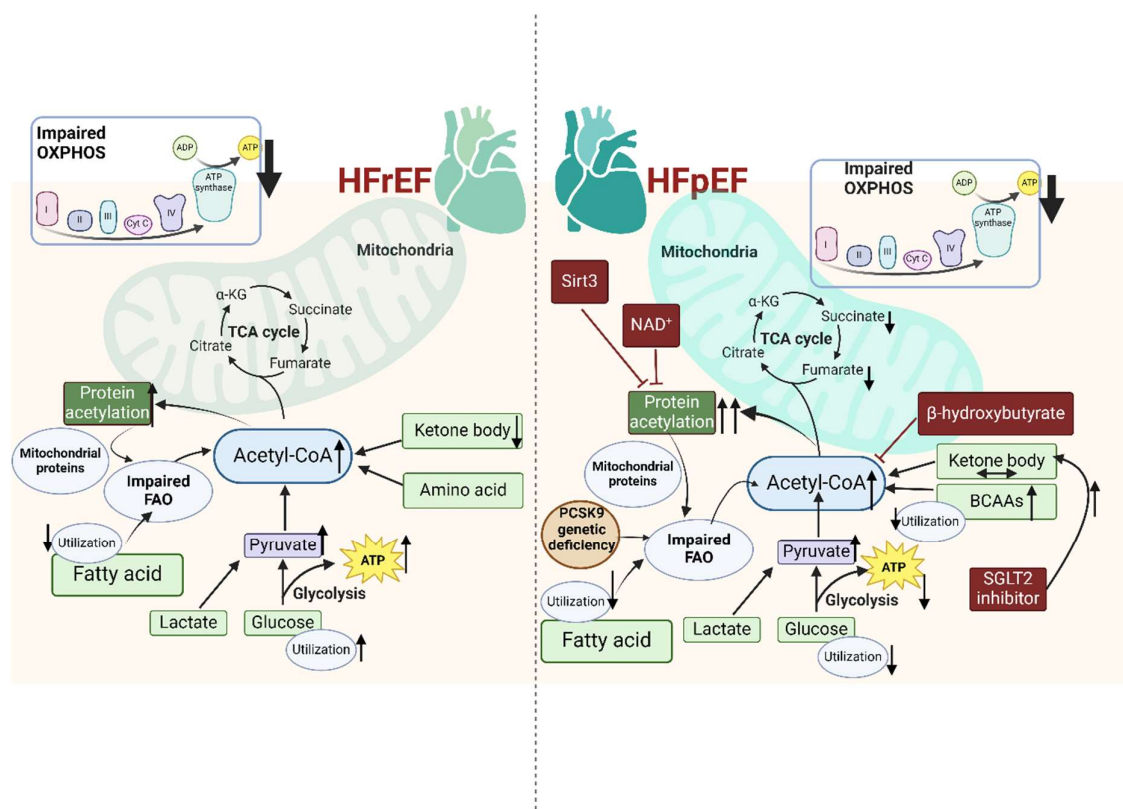 Impaired
OXPHOS
ADP
ATP
ATP
synthase
I
II
III
Cyt C
IV
HFrEF
Mitochondria
α-KG
Succinate
TCA cycle
Citrate
Fumarate
Protein
acetylation
Mitochondrial
proteins
Impaired
FAO
Acetyl-CoA
Ketone body
Amino acid
Utilization
Fatty acid
Pyruvate
ATP
Glycolysis
Lactate
Glucose
Utilization
HFpEF
Impaired
OXPHOS
ADP
ATP
ATP
synthase
I
II
III
Cyt C
IV
Mitochondria
Sirt3
NAD⁺
α-KG
Succinate
TCA cycle
Citrate
Fumarate
Protein
acetylation
β-hydroxybutyrate
Mitochondrial
proteins
Acetyl-CoA
Ketone body
BCAAs
Utilization
PCSK9
genetic
deficiency
Impaired
FAO
Pyruvate
ATP
Glycolysis
SGLT2
inhibitor
Utilization
Fatty acid
Lactate
Glucose
Utilization